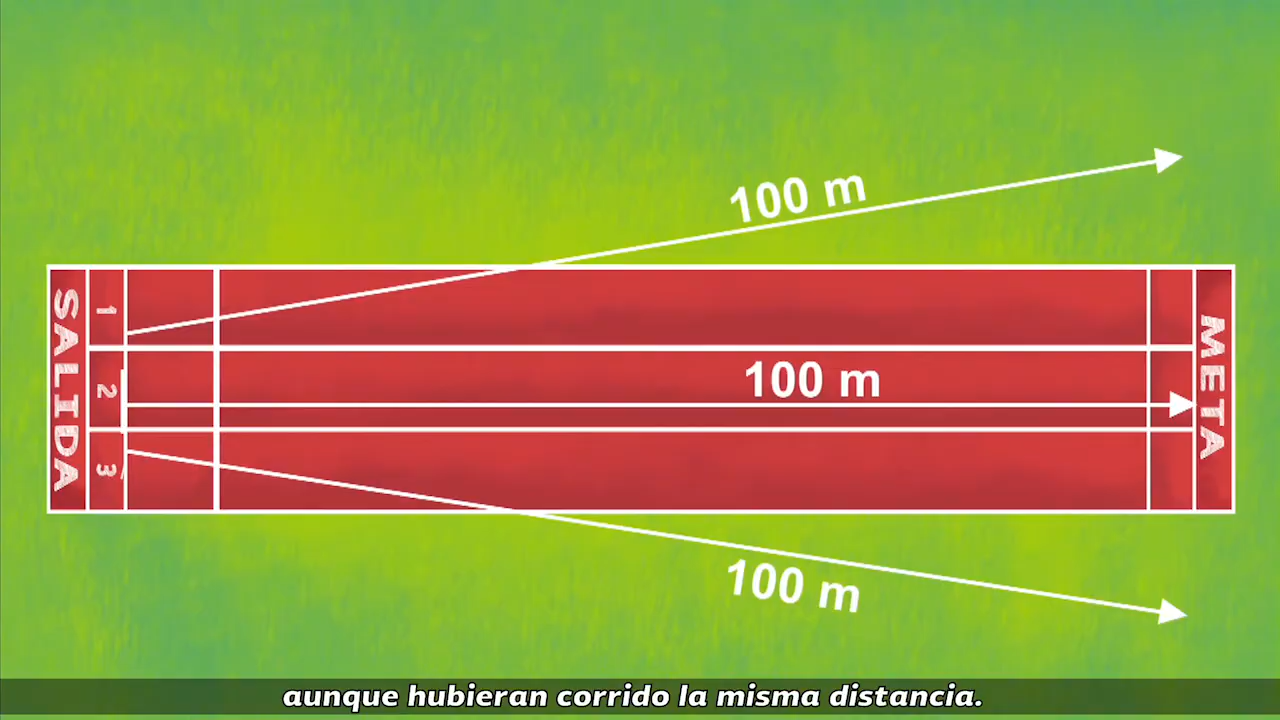 100 m
SALIDA
1
2
3
100 m
META
100 m
aunque hubieran corrido la misma distancia.